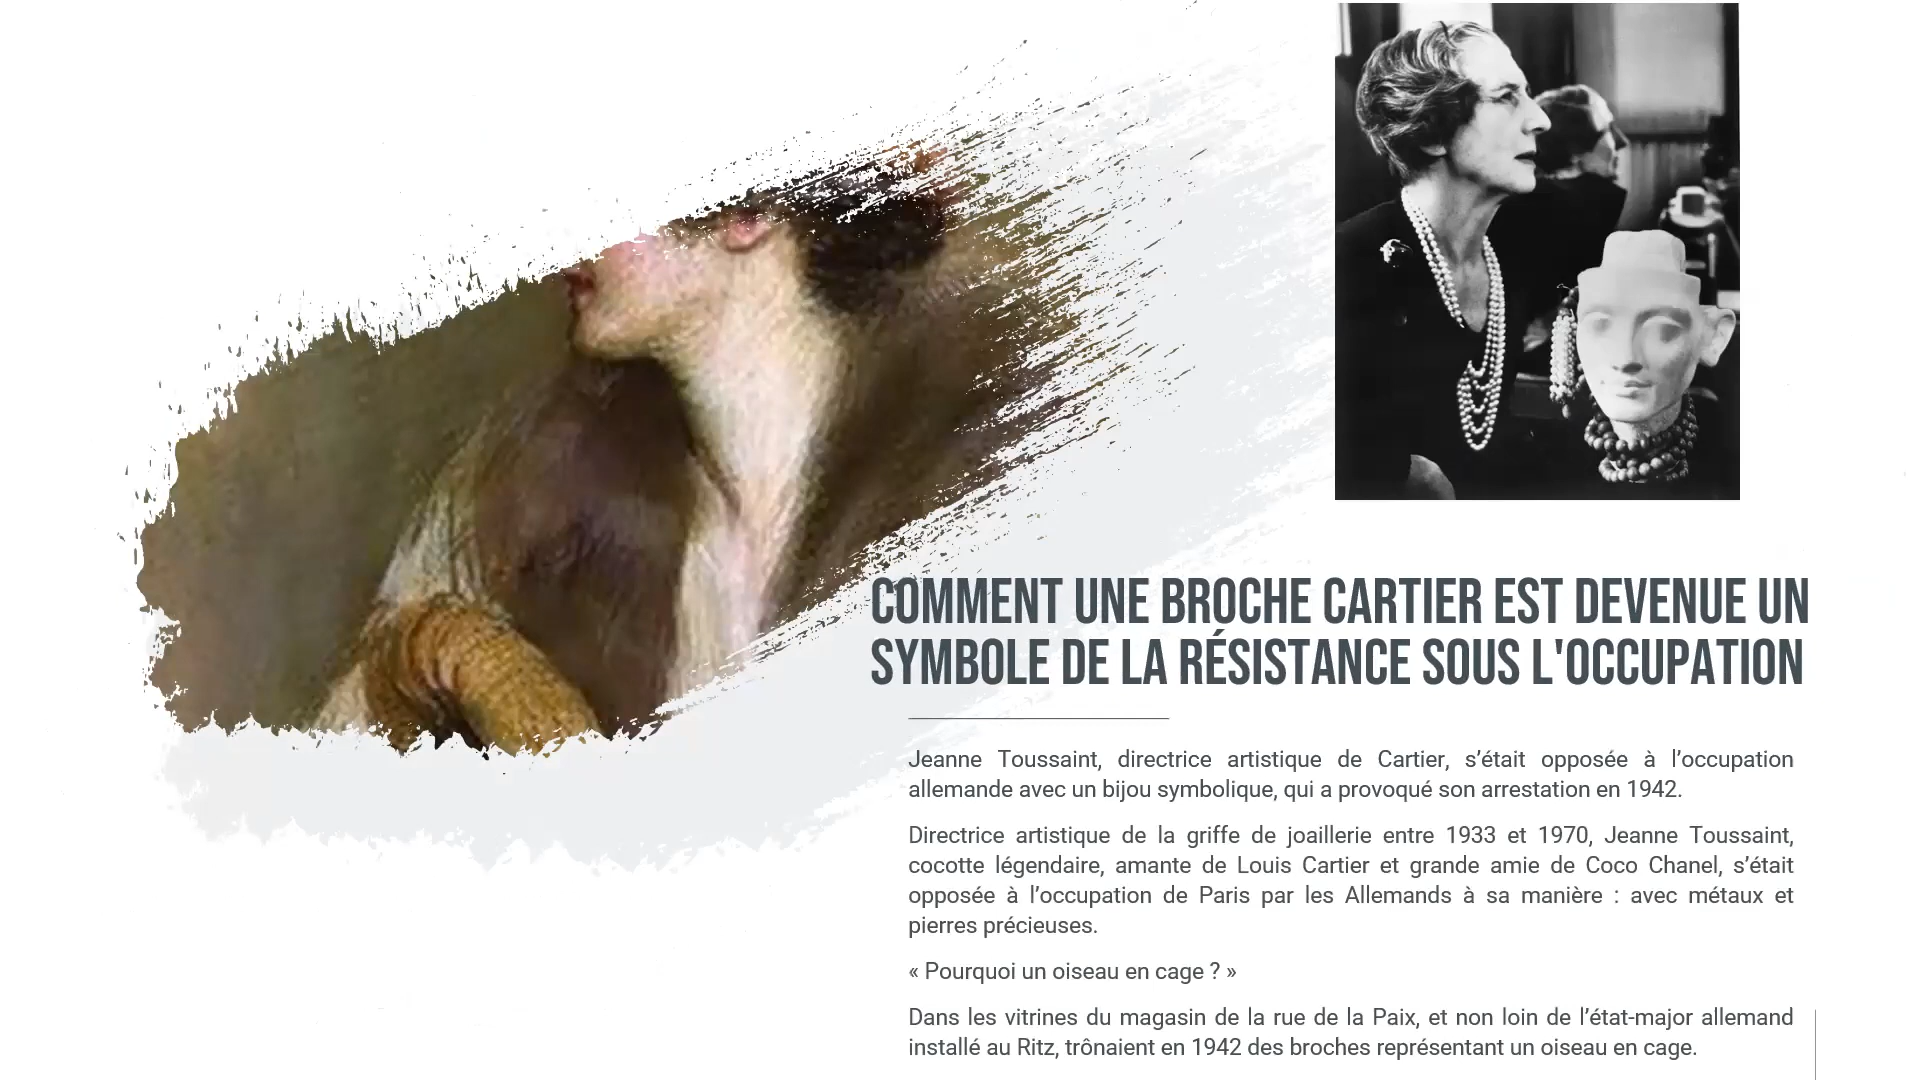 COMMENT UNE BROCHE CARTIER EST DEVENUE UN
SYMBOLE DE LA RÉSISTANCE SOUS L'OCCUPATION
Jeanne Toussaint, directrice artistique de Cartier, s’était opposée à l’occupation
allemande avec un bijou symbolique, qui a provoqué son arrestation en 1942.
Directrice artistique de la griffe de joaillerie entre 1933 et 1970, Jeanne Toussaint,
cocotte légendaire, amante de Louis Cartier et grande amie de Coco Chanel, s’était
opposée à l’occupation de Paris par les Allemands à sa manière : avec métaux et
pierres précieuses.
« Pourquoi un oiseau en cage ? »
Dans les vitrines du magasin de la rue de la Paix, et non loin de l’état-major allemand
installé au Ritz, trônaient en 1942 des broches représentant un oiseau en cage.